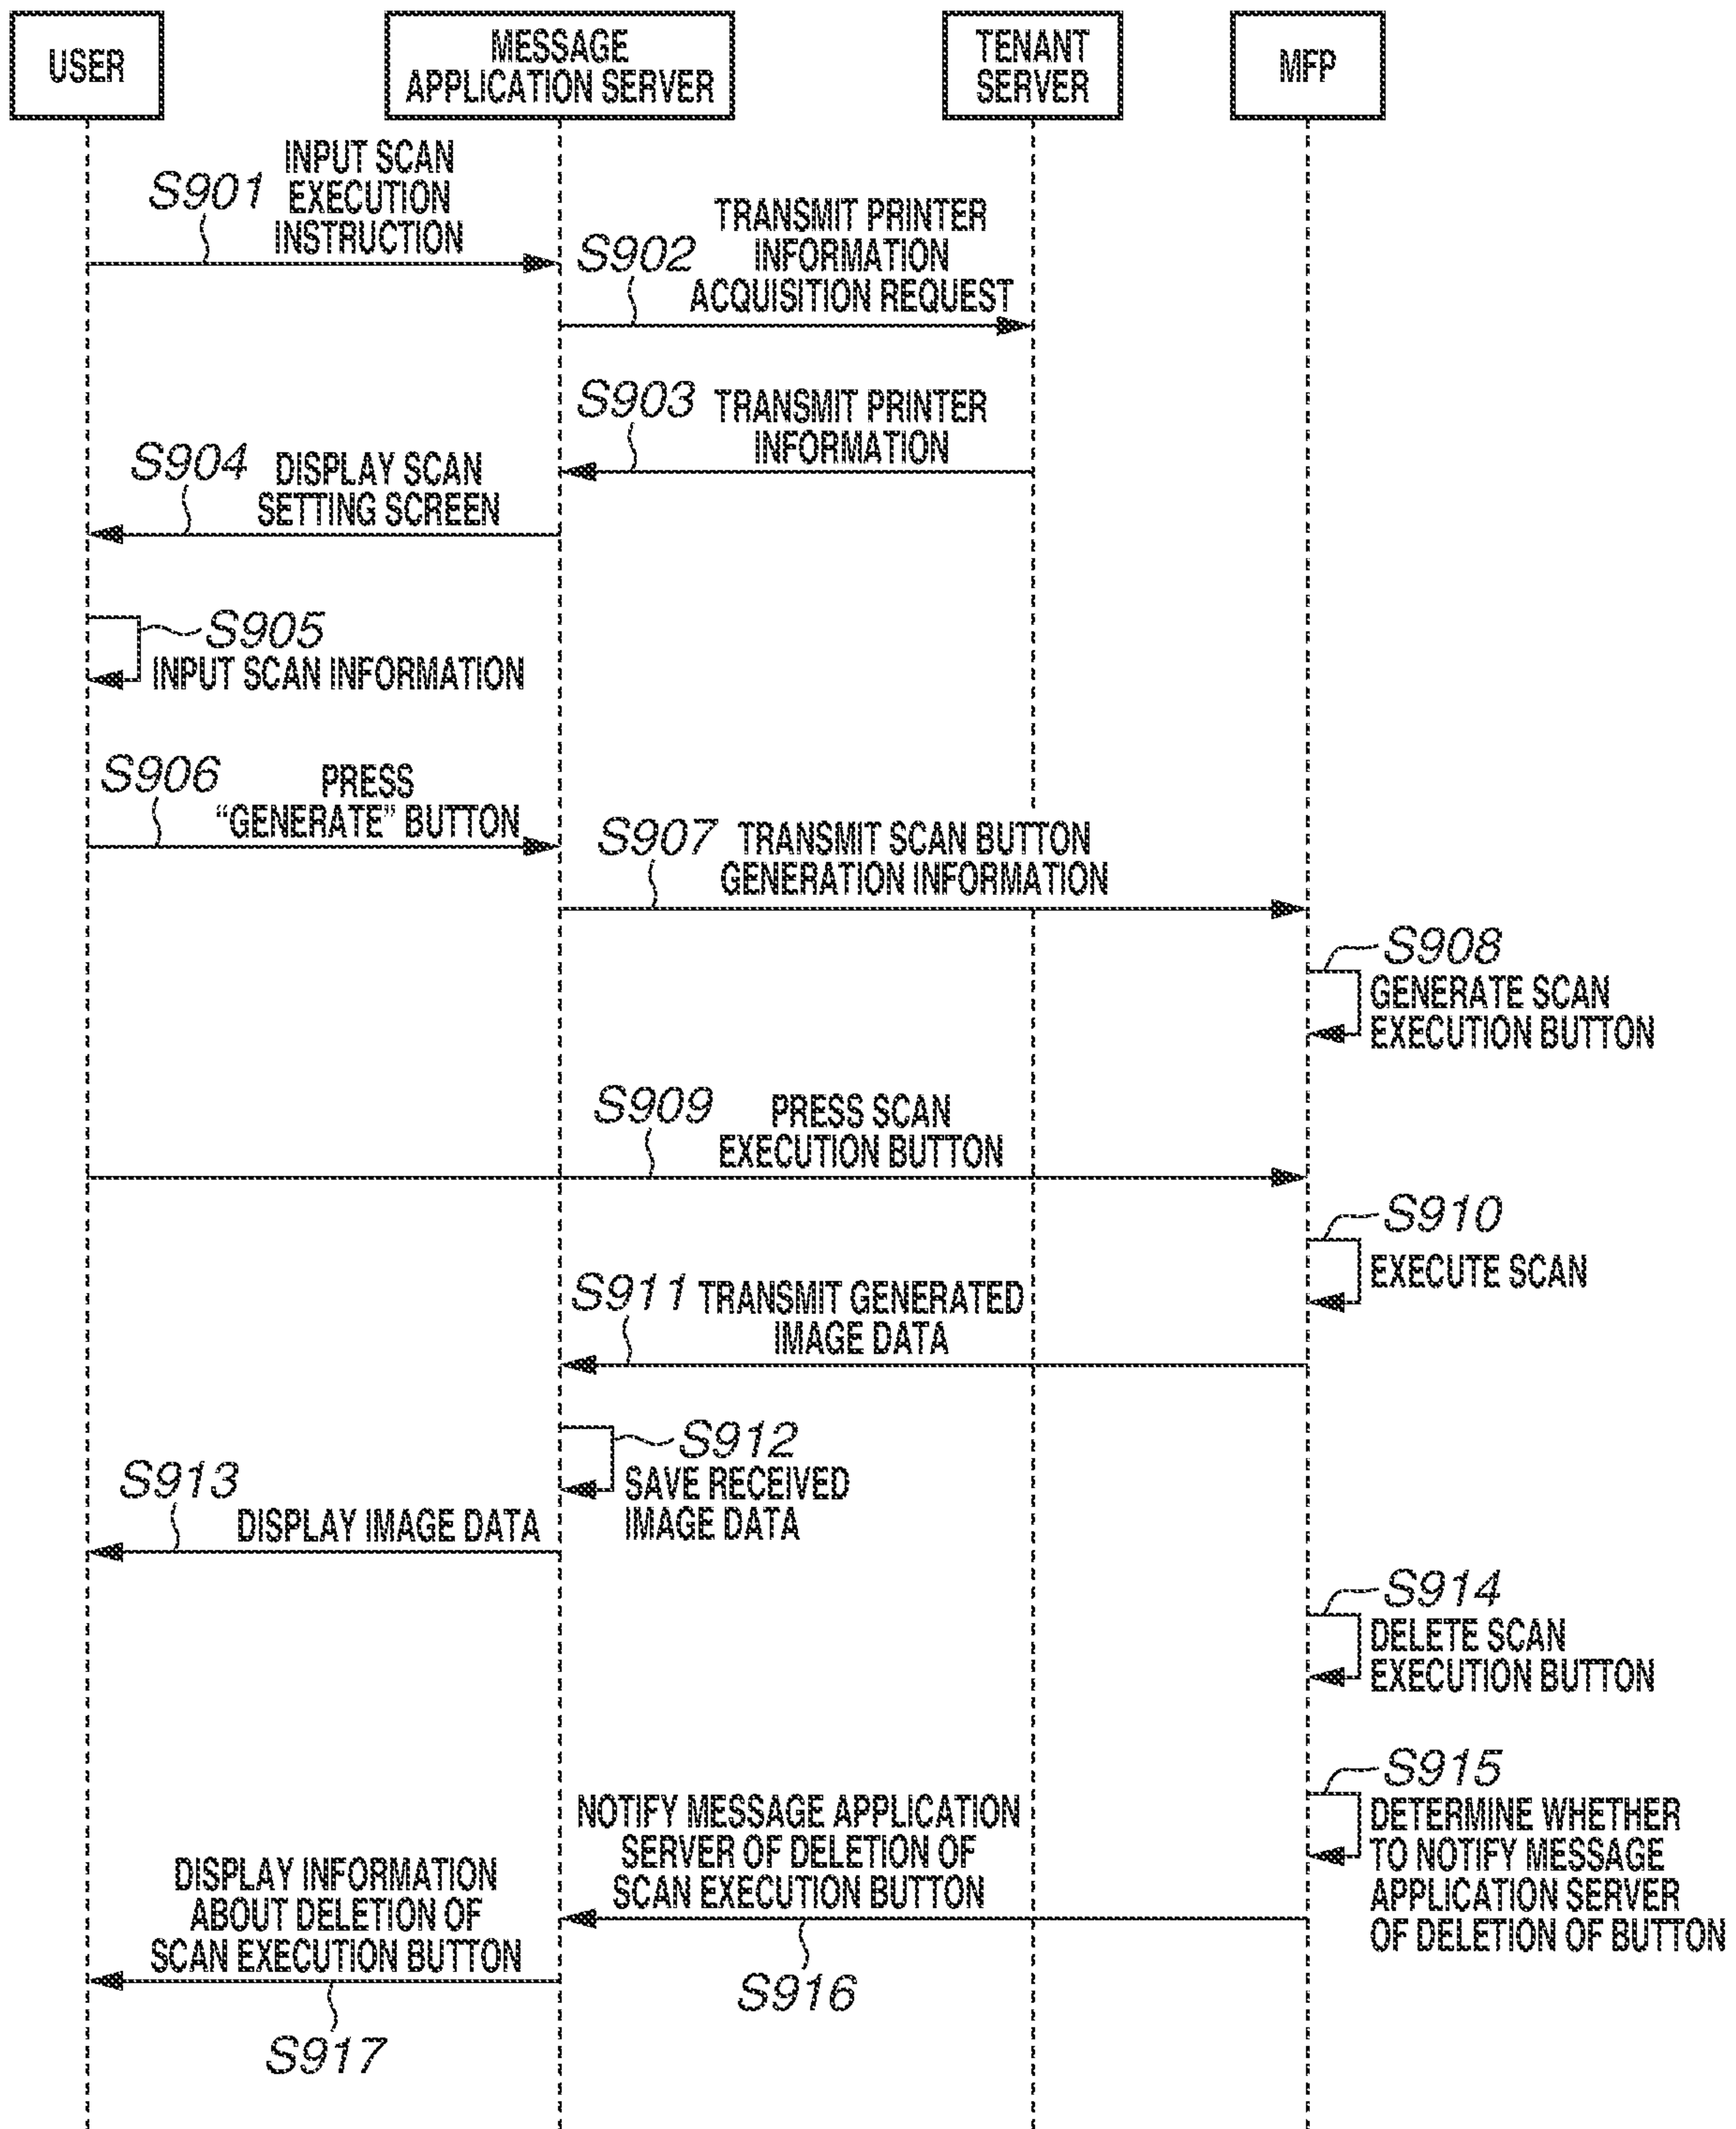 USER
MESSAGE
APPLICATION SERVER
TENANT
SERVER
MFP
S901
INPUT SCAN
EXECUTION
INSTRUCTION
S902
TRANSMIT PRINTER
INFORMATION
ACQUISITION REQUEST
S903
TRANSMIT PRINTER
INFORMATION
S904
DISPLAY SCAN
SETTING SCREEN
S905
INPUT SCAN INFORMATION
S906
PRESS
“GENERATE” BUTTON
S907
TRANSMIT SCAN BUTTON
GENERATION INFORMATION
S908
GENERATE SCAN
EXECUTION BUTTON
S909
PRESS SCAN
EXECUTION BUTTON
S910
EXECUTE SCAN
S911
TRANSMIT GENERATED
IMAGE DATA
S912
SAVE RECEIVED
IMAGE DATA
S913
DISPLAY IMAGE DATA
S914
DELETE SCAN
EXECUTION BUTTON
S915
DETERMINE WHETHER
TO NOTIFY MESSAGE
APPLICATION SERVER
OF DELETION OF BUTTON
NOTIFY MESSAGE APPLICATION
SERVER OF DELETION OF
SCAN EXECUTION BUTTON
S916
DISPLAY INFORMATION
ABOUT DELETION OF
SCAN EXECUTION BUTTON
S917